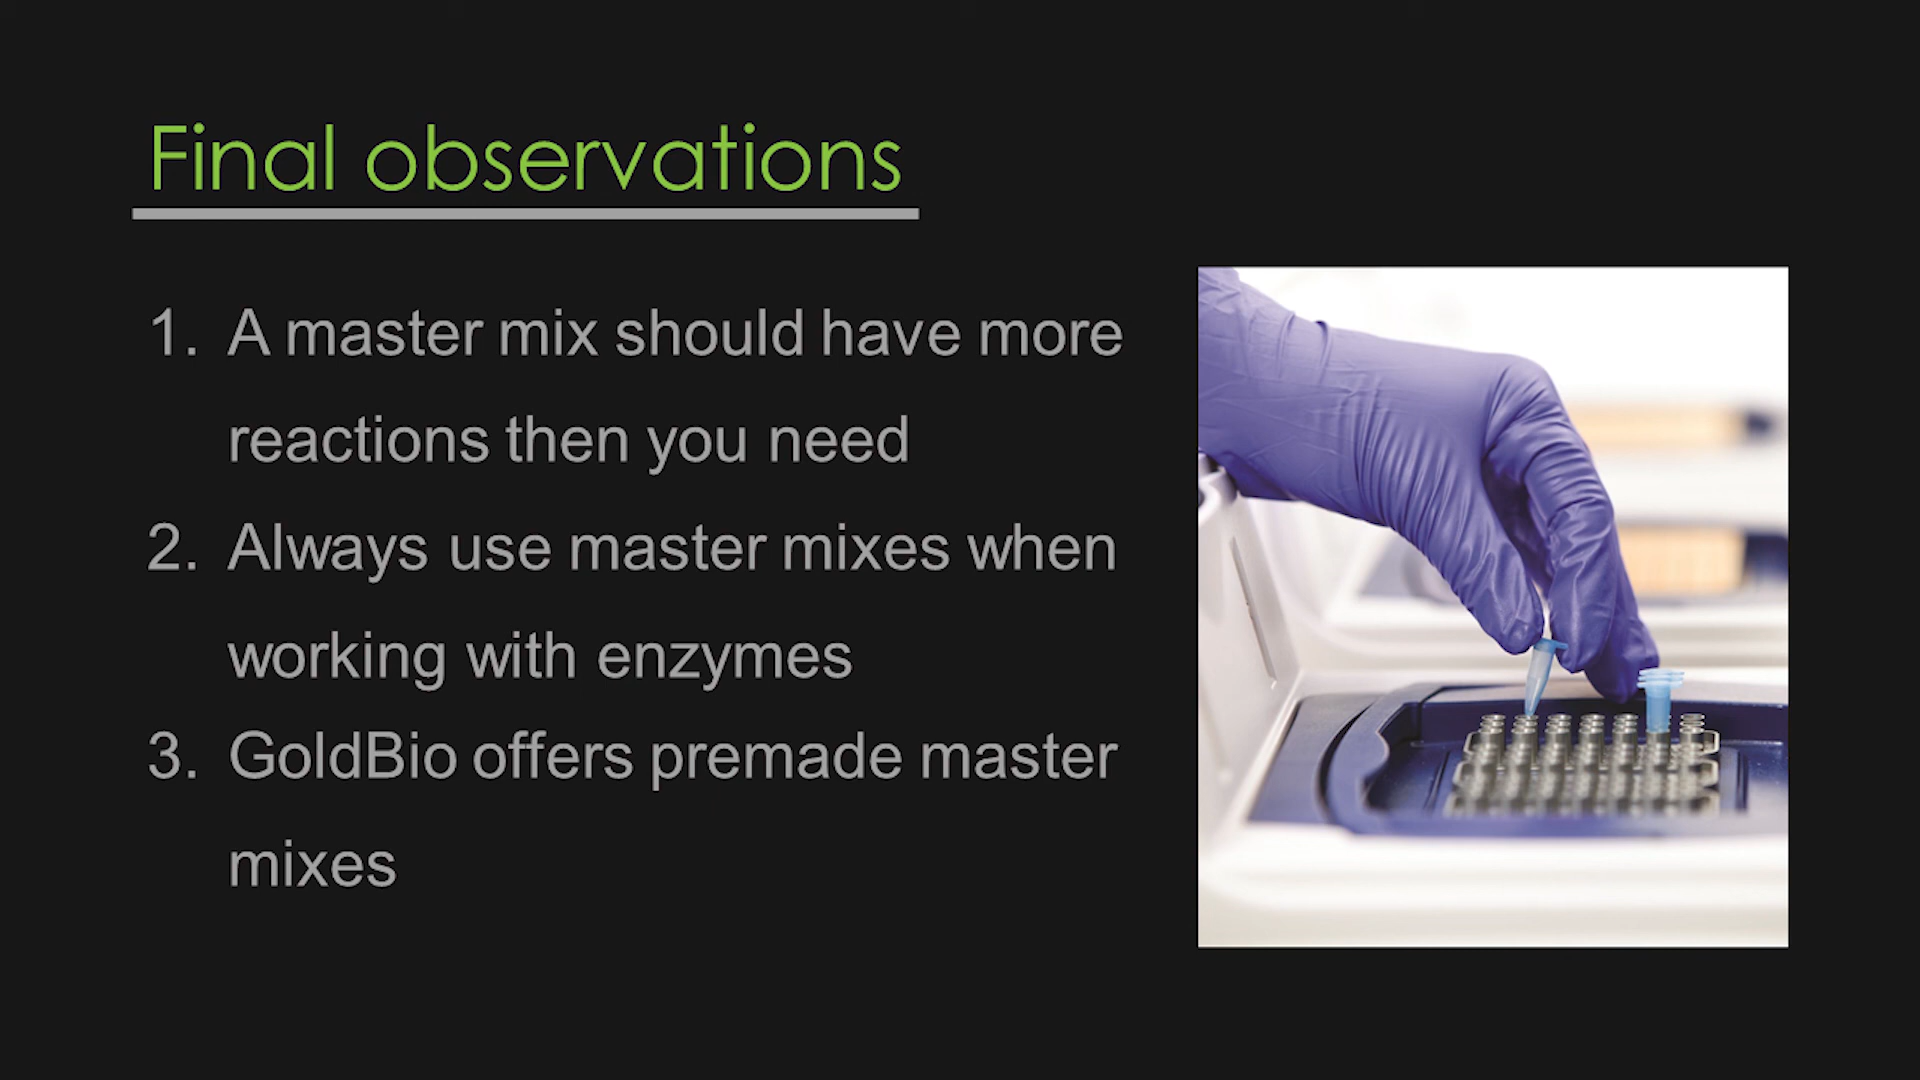 Final observations
1. A master mix should have more
reactions then you need
2. Always use master mixes when
working with enzymes
3. GoldBio offers premade master
mixes